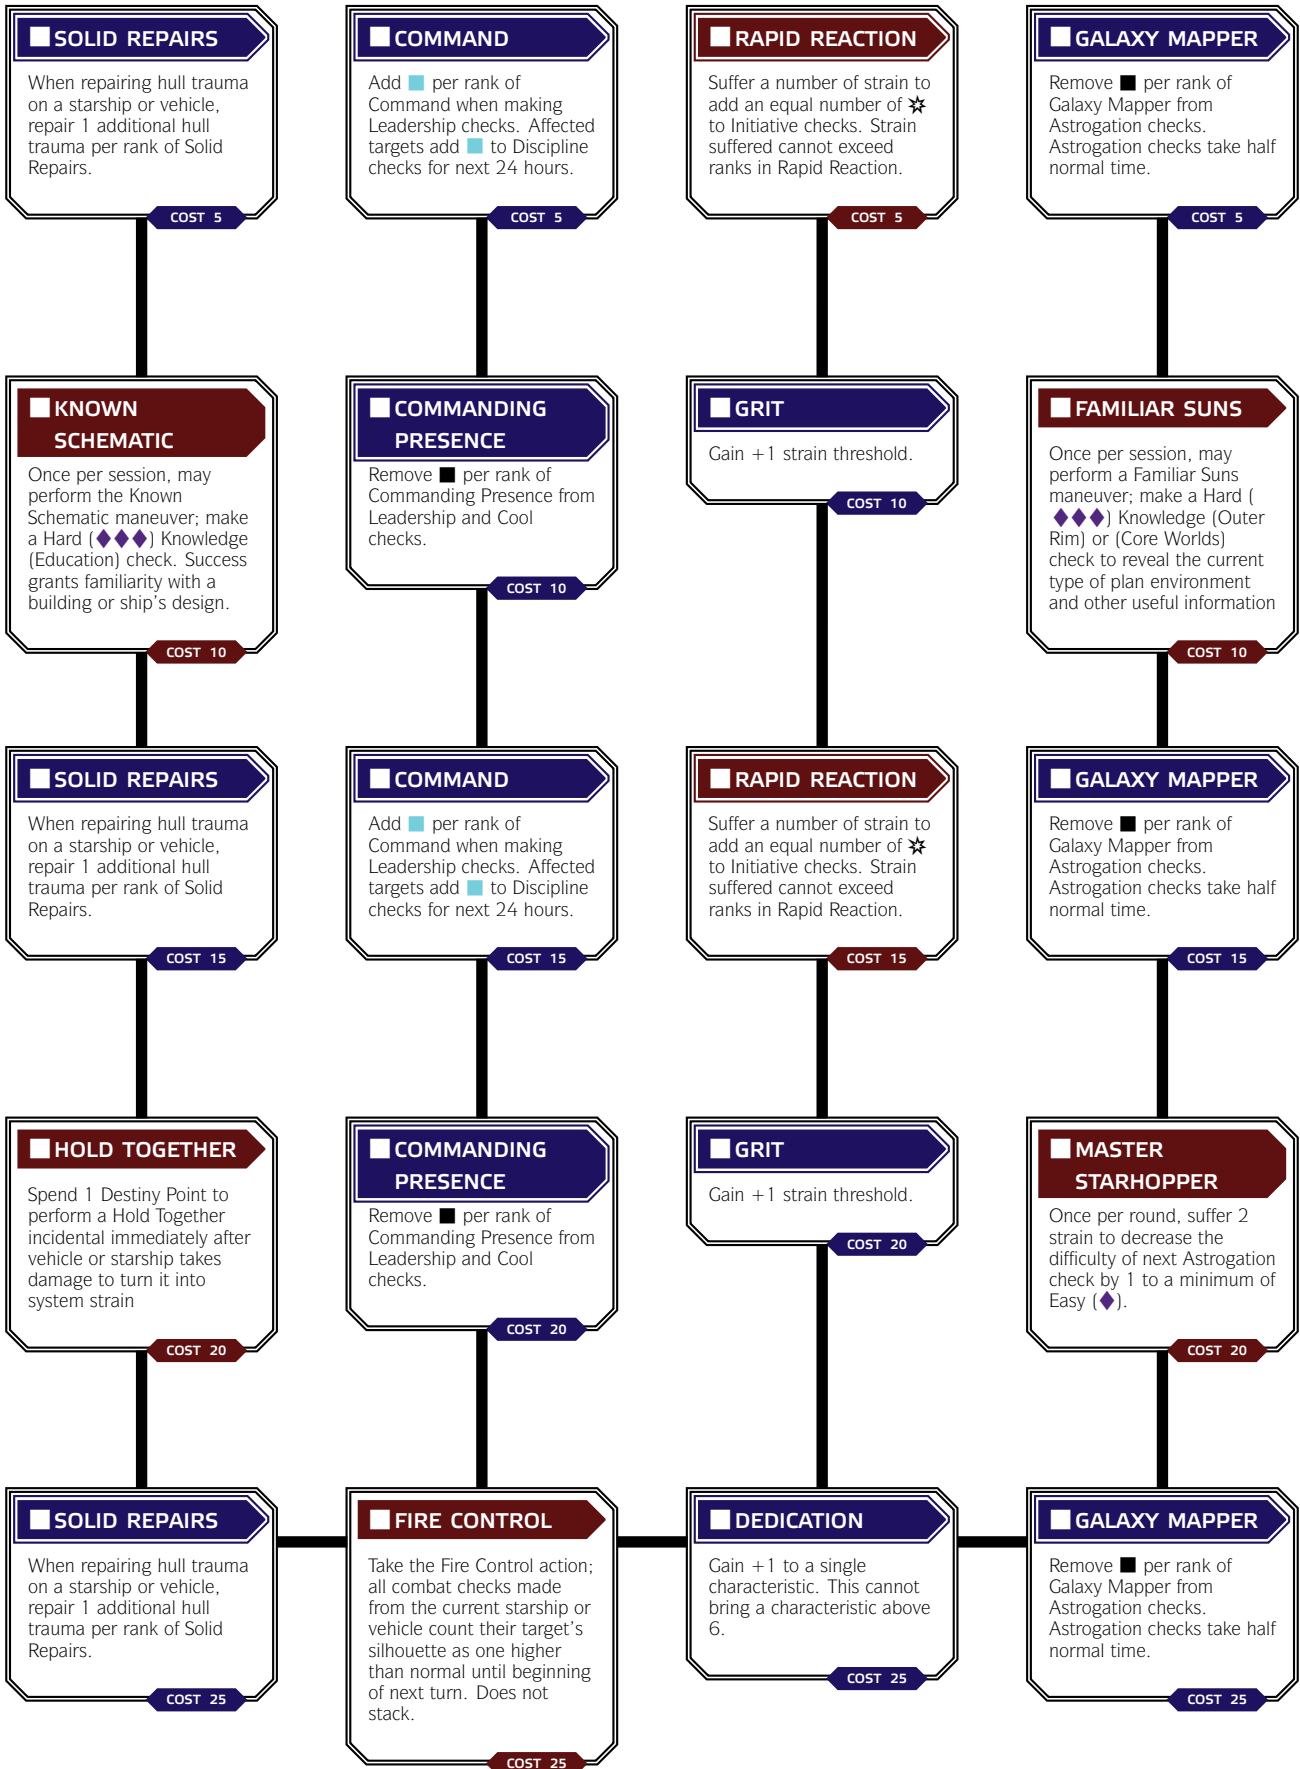 SOLID REPAIRS
When repairing hull trauma
on a starship or vehicle,
repair 1 additional hull
trauma per rank of Solid
Repairs.
COST 5
COMMAND
Add ■ per rank of
Command when making
Leadership checks. Affected
targets add ■ to Discipline
checks for next 24 hours.
COST 5
RAPID REACTION
Suffer a number of strain to
add an equal number of
to Initiative checks. Strain
suffered cannot exceed
ranks in Rapid Reaction.
COST 5
GALAXY MAPPER
Remove ■ per rank of
Galaxy Mapper from
Astrogation checks.
Astrogation checks take half
normal time.
COST 5
KNOWN
SCHEMATIC
Once per session, may
perform the Known
Schematic maneuver; make
a Hard (◆◆◆) Knowledge
(Education) check. Success
grants familiarity with a
building or ship's design.
COST 10
COMMANDING
PRESENCE
Remove ■ per rank of
Commanding Presence from
Leadership and Cool
checks.
COST 10
GRIT
Gain +1 strain threshold.
COST 10
FAMILIAR SUNS
Once per session, may
perform a Familiar Suns
maneuver; make a Hard (
◆◆◆) Knowledge (Outer
Rim) or (Core Worlds)
check to reveal the current
type of plan environment
and other useful information
COST 10
SOLID REPAIRS
When repairing hull trauma
on a starship or vehicle,
repair 1 additional hull
trauma per rank of Solid
Repairs.
COST 15
COMMAND
Add ■ per rank of
Command when making
Leadership checks. Affected
targets add ■ to Discipline
checks for next 24 hours.
COST 15
RAPID REACTION
Suffer a number of strain to
add an equal number of
to Initiative checks. Strain
suffered cannot exceed
ranks in Rapid Reaction.
COST 15
GALAXY MAPPER
Remove ■ per rank of
Galaxy Mapper from
Astrogation checks.
Astrogation checks take half
normal time.
COST 15
HOLD TOGETHER
Spend 1 Destiny Point to
perform a Hold Together
incidental immediately after
vehicle or starship takes
damage to turn it into
system strain
COST 20
COMMANDING
PRESENCE
Remove ■ per rank of
Commanding Presence from
Leadership and Cool
checks.
COST 20
GRIT
Gain +1 strain threshold.
COST 20
MASTER
STARHOPPER
Once per round, suffer 2
strain to decrease the
difficulty of next Astrogation
check by 1 to a minimum of
Easy (◆).
COST 20
SOLID REPAIRS
When repairing hull trauma
on a starship or vehicle,
repair 1 additional hull
trauma per rank of Solid
Repairs.
COST 25
FIRE CONTROL
Take the Fire Control action;
all combat checks made
from the current starship or
vehicle count their target's
silhouette as one higher
than normal until beginning
of next turn. Does not
stack.
COST 25
DEDICATION
Gain +1 to a single
characteristic. This cannot
bring a characteristic above
6.
COST 25
GALAXY MAPPER
Remove ■ per rank of
Galaxy Mapper from
Astrogation checks.
Astrogation checks take half
normal time.
COST 25